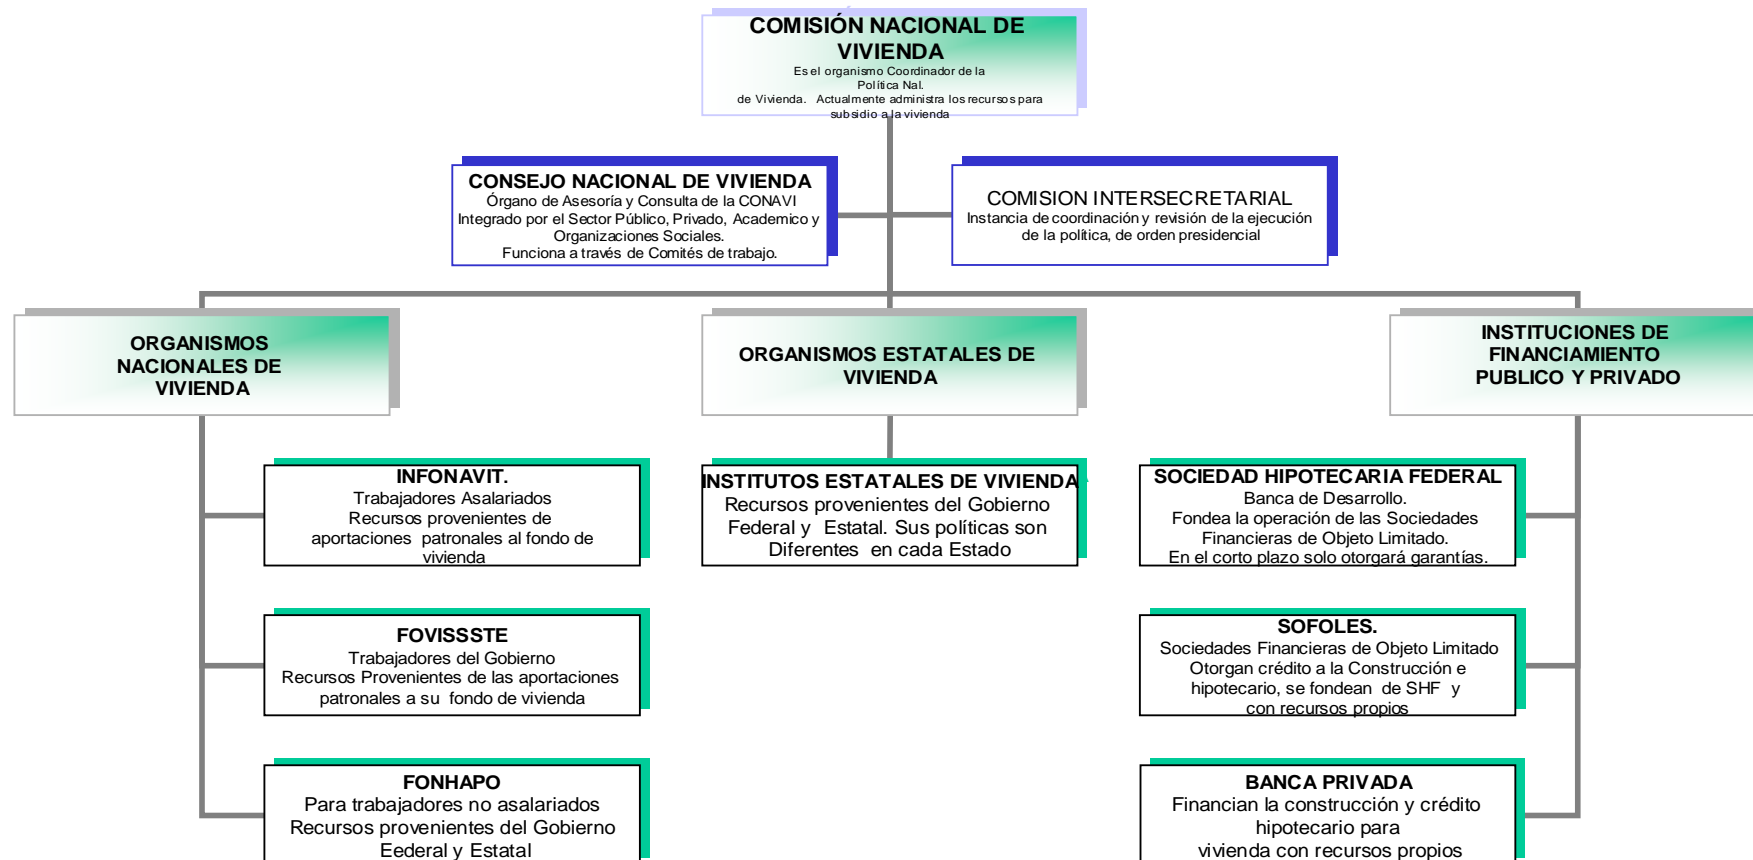 COMISIÓN NACIONAL DE
VIVIENDA
Es el organismo Coordinador de la
Política Nal.
de Vivienda. Actualmente administra los recursos para
subsidio a la vivienda
CONSEJO NACIONAL DE VIVIENDA
Órgano de Asesoría y Consulta de la CONAVI
Integrado por el Sector Público, Privado, Academico y
Organizaciones Sociales.
Funciona a través de Comités de trabajo.
COMISION INTERSECRETARIAL
Instancia de coordinación y revisión de la ejecución
de la política, de orden presidencial
ORGANISMOS
NACIONALES DE
VIVIENDA
ORGANISMOS ESTATALES DE
VIVIENDA
INSTITUCIONES DE
FINANCIAMIENTO
PUBLICO Y PRIVADO
INFONAVIT.
Trabajadores Asalariados
Recursos provenientes de
aportaciones patronales al fondo de
vivienda
INSTITUTOS ESTATALES DE VIVIENDA
Recursos provenientes del Gobierno
Federal y Estatal. Sus políticas son
Diferentes en cada Estado
SOCIEDAD HIPOTECARIA FEDERAL
Banca de Desarrollo.
Fondea la operación de las Sociedades
Financieras de Objeto Limitado.
En el corto plazo solo otorgará garantías.
FOVISSSTE
Trabajadores del Gobierno
Recursos Provenientes de las aportaciones
patronales a su fondo de vivienda
SOFOLES.
Sociedades Financieras de Objeto Limitado
Otorgan crédito a la Construcción e
hipotecario, se fondean de SHF y
con recursos propios
FONHAPO
Para trabajadores no asalariados
Recursos provenientes del Gobierno
Eederal y Estatal
BANCA PRIVADA
Financian la construcción y crédito
hipotecario para
vivienda con recursos propios